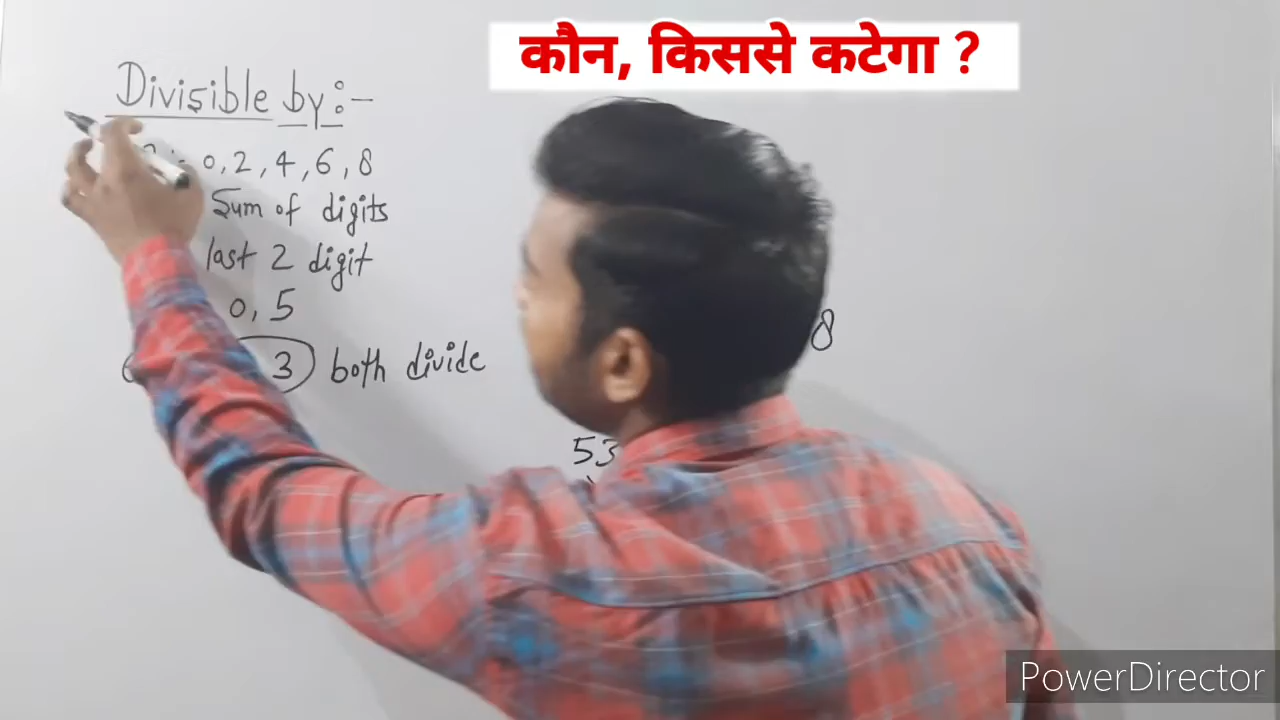 कौन, किससे कटेगा ?
Divisible by:-
2 :- 0, 2, 4, 6, 8
Sum of digits
last 2 digit
0, 5
3 both divide
8
53
PowerDirector